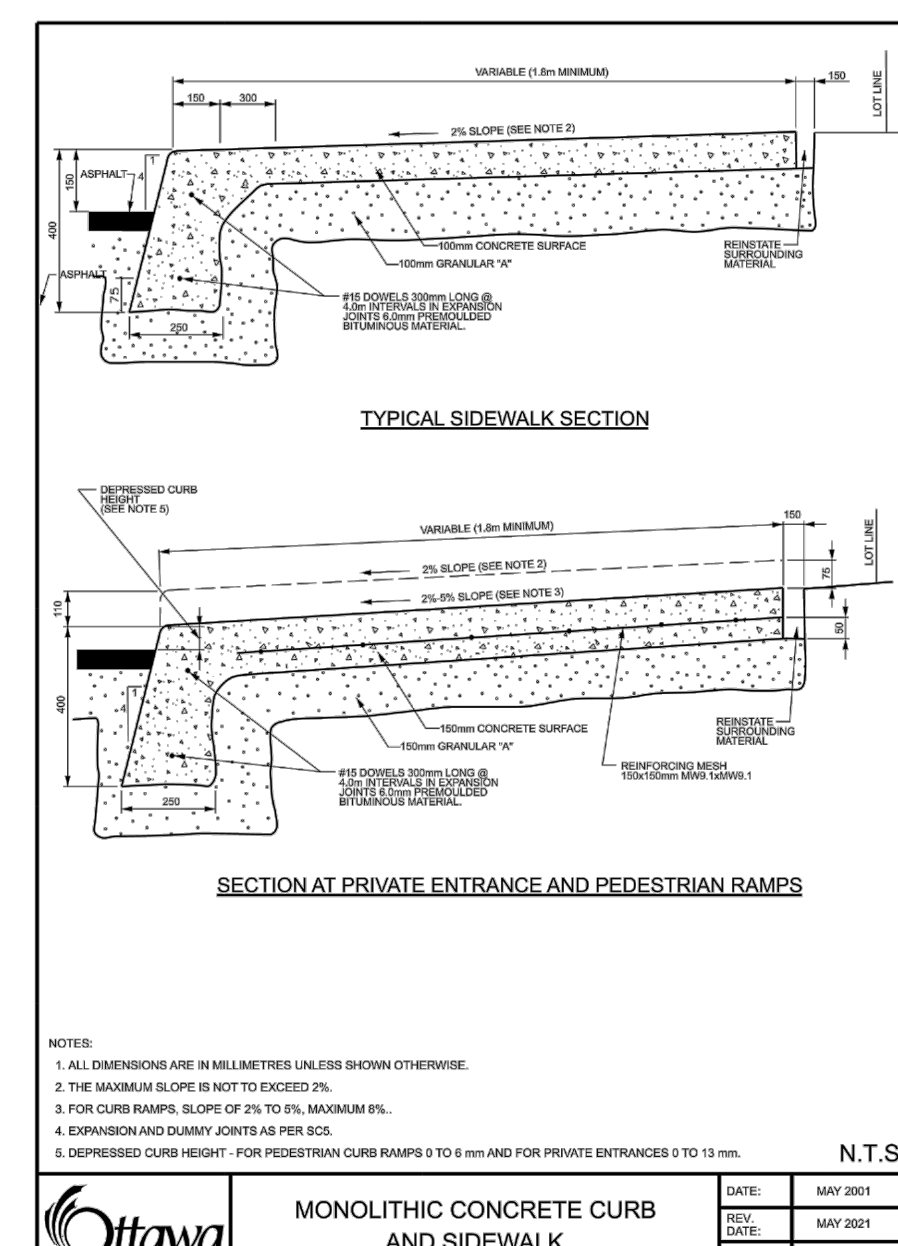 VARIABLE (1.8m MINIMUM)
150
LOT LINE
150
300
2% SLOPE (SEE NOTE 2)
ASPHALT
1
4
150
400
ASPHALT
75
250
100mm CONCRETE SURFACE
100mm GRANULAR "A"
REINSTATE
SURROUNDING
MATERIAL
#15 DOWELS 300mm LONG @
4.0m INTERVALS IN EXPANSION
JOINTS 6.0mm PREMOULDED
BITUMINOUS MATERIAL.
TYPICAL SIDEWALK SECTION
DEPRESSED CURB
HEIGHT
(SEE NOTE 5)
VARIABLE (1.8m MINIMUM)
150
LOT LINE
2% SLOPE (SEE NOTE 2)
75
2%-5% SLOPE (SEE NOTE 3)
110
50
400
1
4
250
150mm CONCRETE SURFACE
150mm GRANULAR "A"
REINSTATE
SURROUNDING
MATERIAL
REINFORCING MESH
150x150mm MW9.1xMW9.1
#15 DOWELS 300mm LONG @
4.0m INTERVALS IN EXPANSION
JOINTS 6.0mm PREMOULDED
BITUMINOUS MATERIAL.
SECTION AT PRIVATE ENTRANCE AND PEDESTRIAN RAMPS
NOTES:
1. ALL DIMENSIONS ARE IN MILLIMETRES UNLESS SHOWN OTHERWISE.
2. THE MAXIMUM SLOPE IS NOT TO EXCEED 2%.
3. FOR CURB RAMPS, SLOPE OF 2% TO 5%, MAXIMUM 8%..
4. EXPANSION AND DUMMY JOINTS AS PER SC5.
5. DEPRESSED CURB HEIGHT - FOR PEDESTRIAN CURB RAMPS 0 TO 6 mm AND FOR PRIVATE ENTRANCES 0 TO 13 mm.
N.T.S
Ottawa
MONOLITHIC CONCRETE CURB
AND SIDEWALK
DATE:
MAY 2001
REV.
DATE:
MAY 2021